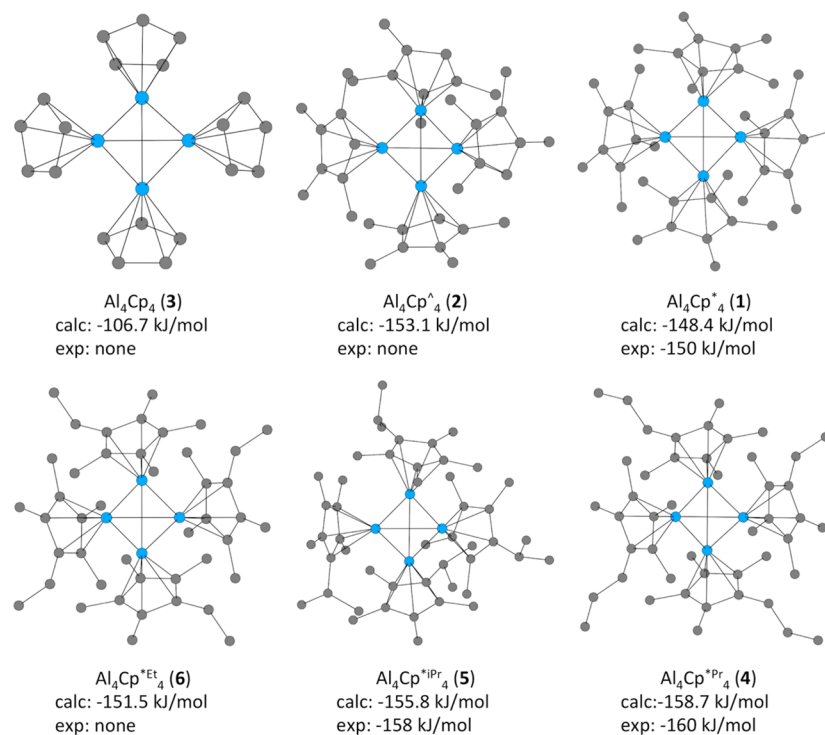 Al₄Cp₄ (3)
calc: -106.7 kJ/mol
exp: none
Al₄Cp^₄ (2)
calc: -153.1 kJ/mol
exp: none
Al₄Cp*₄ (1)
calc: -148.4 kJ/mol
exp: -150 kJ/mol
Al₄Cp*Et₄ (6)
calc: -151.5 kJ/mol
exp: none
Al₄Cp*iPr₄ (5)
calc: -155.8 kJ/mol
exp: -158 kJ/mol
Al₄Cp*Pr₄ (4)
calc:-158.7 kJ/mol
exp: -160 kJ/mol